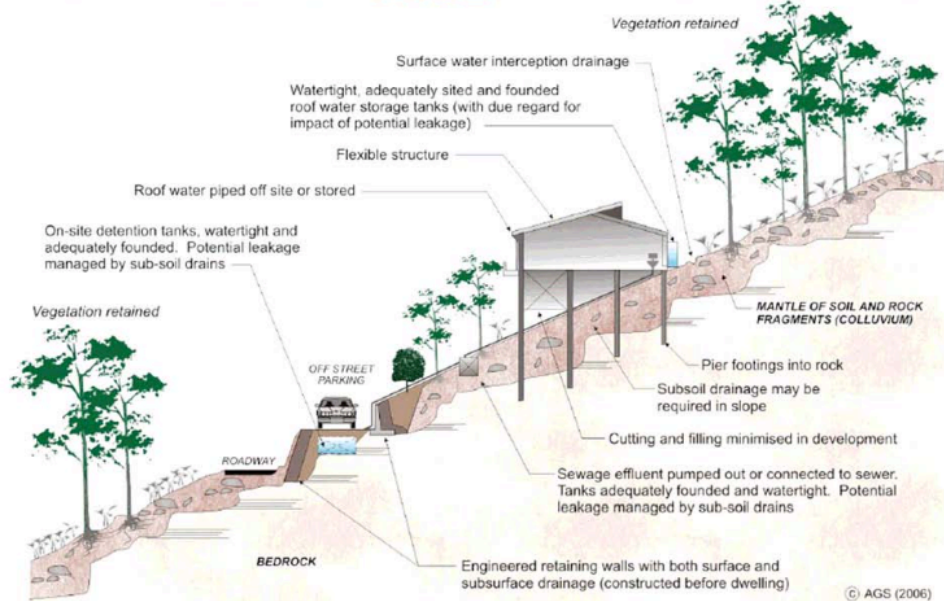 Vegetation retained
Surface water interception drainage
Watertight, adequately sited and founded
roof water storage tanks (with due regard for
impact of potential leakage)
Flexible structure
Roof water piped off site or stored
On-site detention tanks, watertight and
adequately founded. Potential leakage
managed by sub-soil drains
Vegetation retained
MANTLE OF SOIL AND ROCK
FRAGMENTS (COLLUVIUM)
Pier footings into rock
OFF STREET
PARKING
Subsoil drainage may be
required in slope
Cutting and filling minimised in development
ROADWAY
Sewage effluent pumped out or connected to sewer.
Tanks adequately founded and watertight. Potential
leakage managed by sub-soil drains
BEDROCK
Engineered retaining walls with both surface and
subsurface drainage (constructed before dwelling)
© AGS (2006)